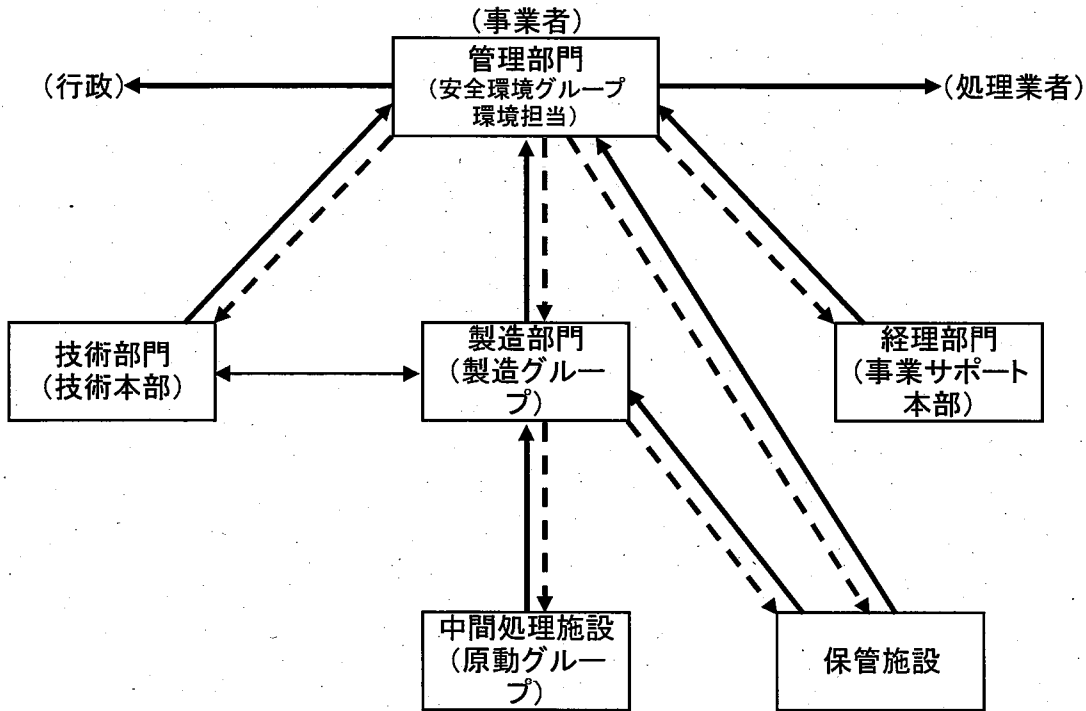 (事業者)
管理部門
(安全環境グループ
環境担当)
(行政)
(処理業者)
技術部門
(技術本部)
製造部門
(製造グルー
プ)
経理部門
(事業サポート
本部)
中間処理施設
(原動グルー
プ)
保管施設